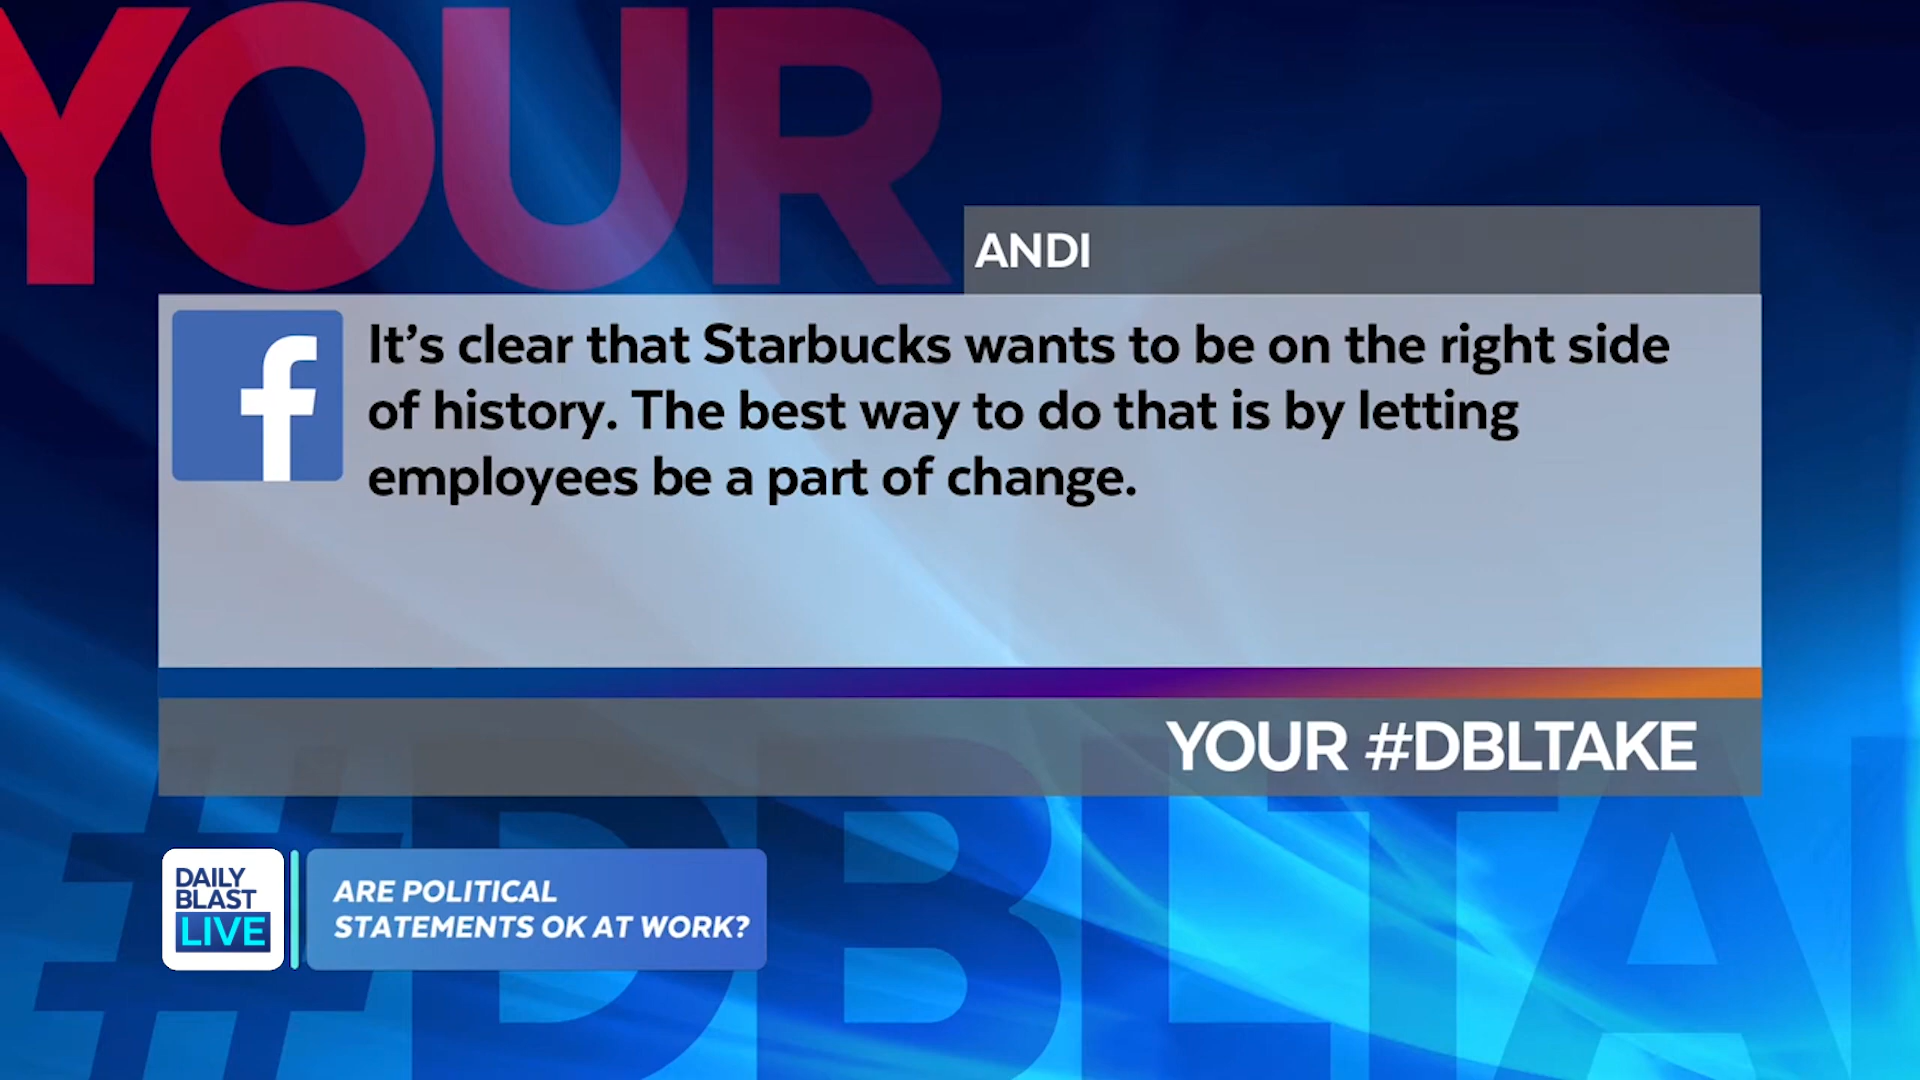 YOUR
ANDI
It’s clear that Starbucks wants to be on the right side
of history. The best way to do that is by letting
employees be a part of change.
YOUR #DBLTAKE
#DBLTA
DAILY
BLAST
LIVE
ARE POLITICAL
STATEMENTS OK AT WORK?